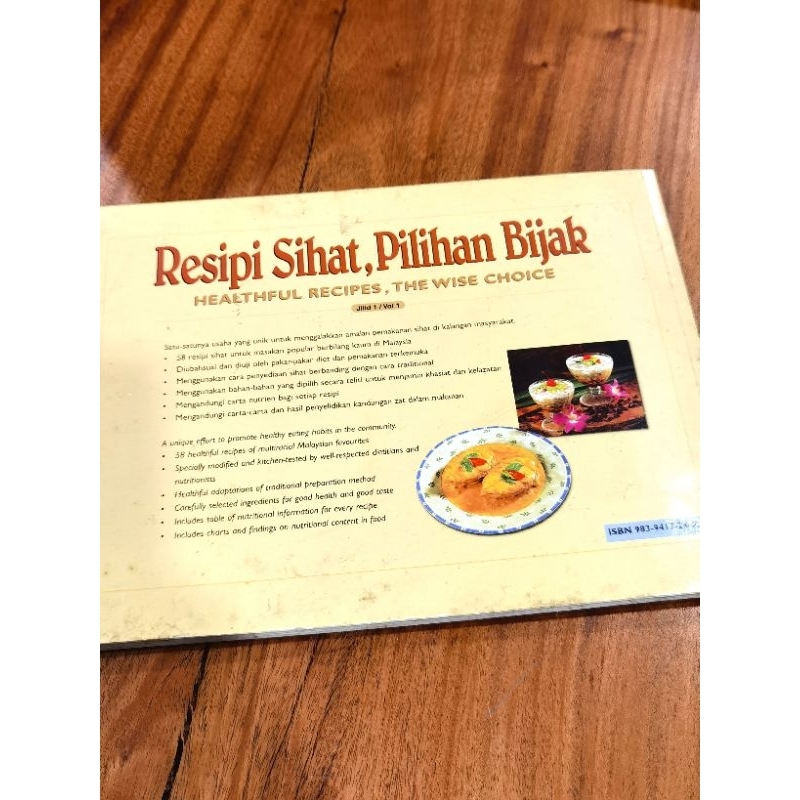 Resipi Sihat, Pilihan Bijak
HEALTHFUL RECIPES, THE WISE CHOICE
Jilid 1 / Vol 1
Satu-satunya usaha yang unik untuk menggalakkan amalan pemakanan sihat di kalangan masyarakat.
• 58 resipi sihat untuk masakan popular berbilang kaum di Malaysia
• Diubahsuai dan diuji oleh pakar-pakar diet dan pemakanan terkemuka
• Menggunakan cara penyediaan sihat berbanding dengan cara traditional
• Menggunakan bahan-bahan yang dipilih secara teliti untuk menjamin khasiat dan kelazatan
• Mengandungi carta nutrien bagi setiap resipi
• Mengandungi carta-carta dan hasil penyelidikan kandungan zat dalam makanan
A unique effort to promote healthy eating habits in the community.
• 58 healthful recipes of multiracial Malaysian favourites
• Specially modified and kitchen-tested by well-respected dietitians and
nutritionists
• Healthful adaptations of traditional preparation method
• Carefully selected ingredients for good health and good taste
• Includes table of nutritional information for every recipe
• Includes charts and findings on nutritional content in food
ISBN 983-9417-